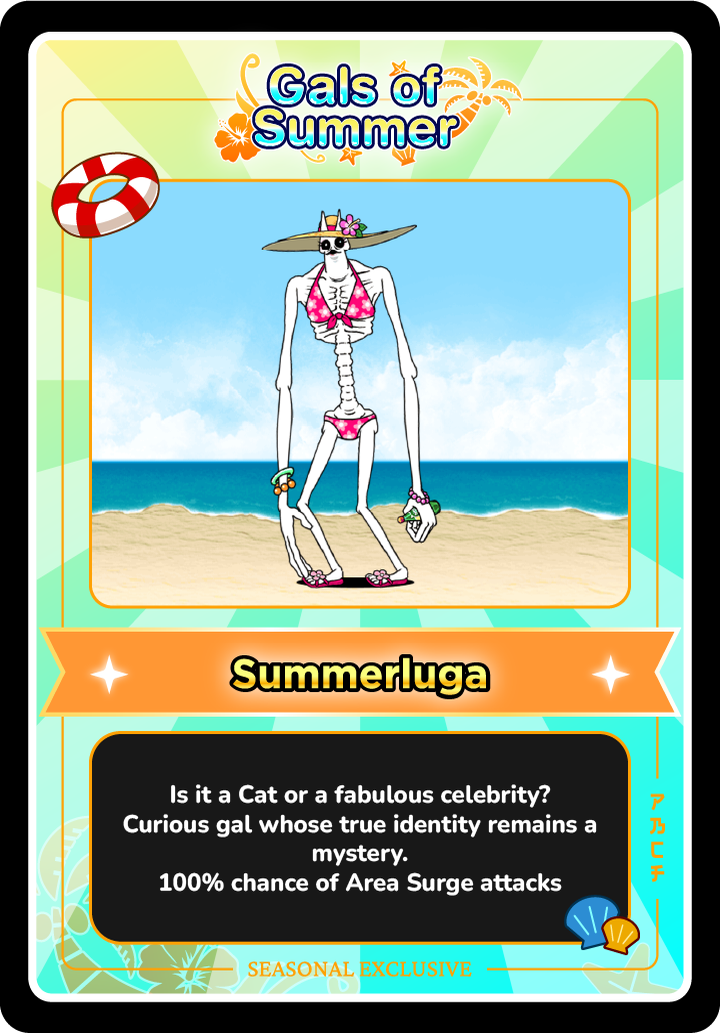 Gals of
Summer
Summerluga
Is it a Cat or a fabulous celebrity?
Curious gal whose true identity remains a
mystery.
100% chance of Area Surge attacks
SEASONAL EXCLUSIVE